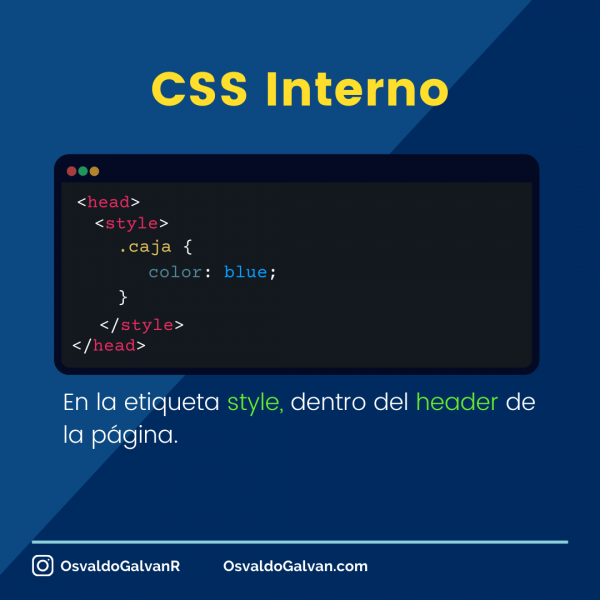 CSS Interno
<head>
<style>
.caja {
color: blue;
}
</style>
</head>
En la etiqueta style, dentro del header de
la página.
OsvaldoGalvanR OsvaldoGalvan.com